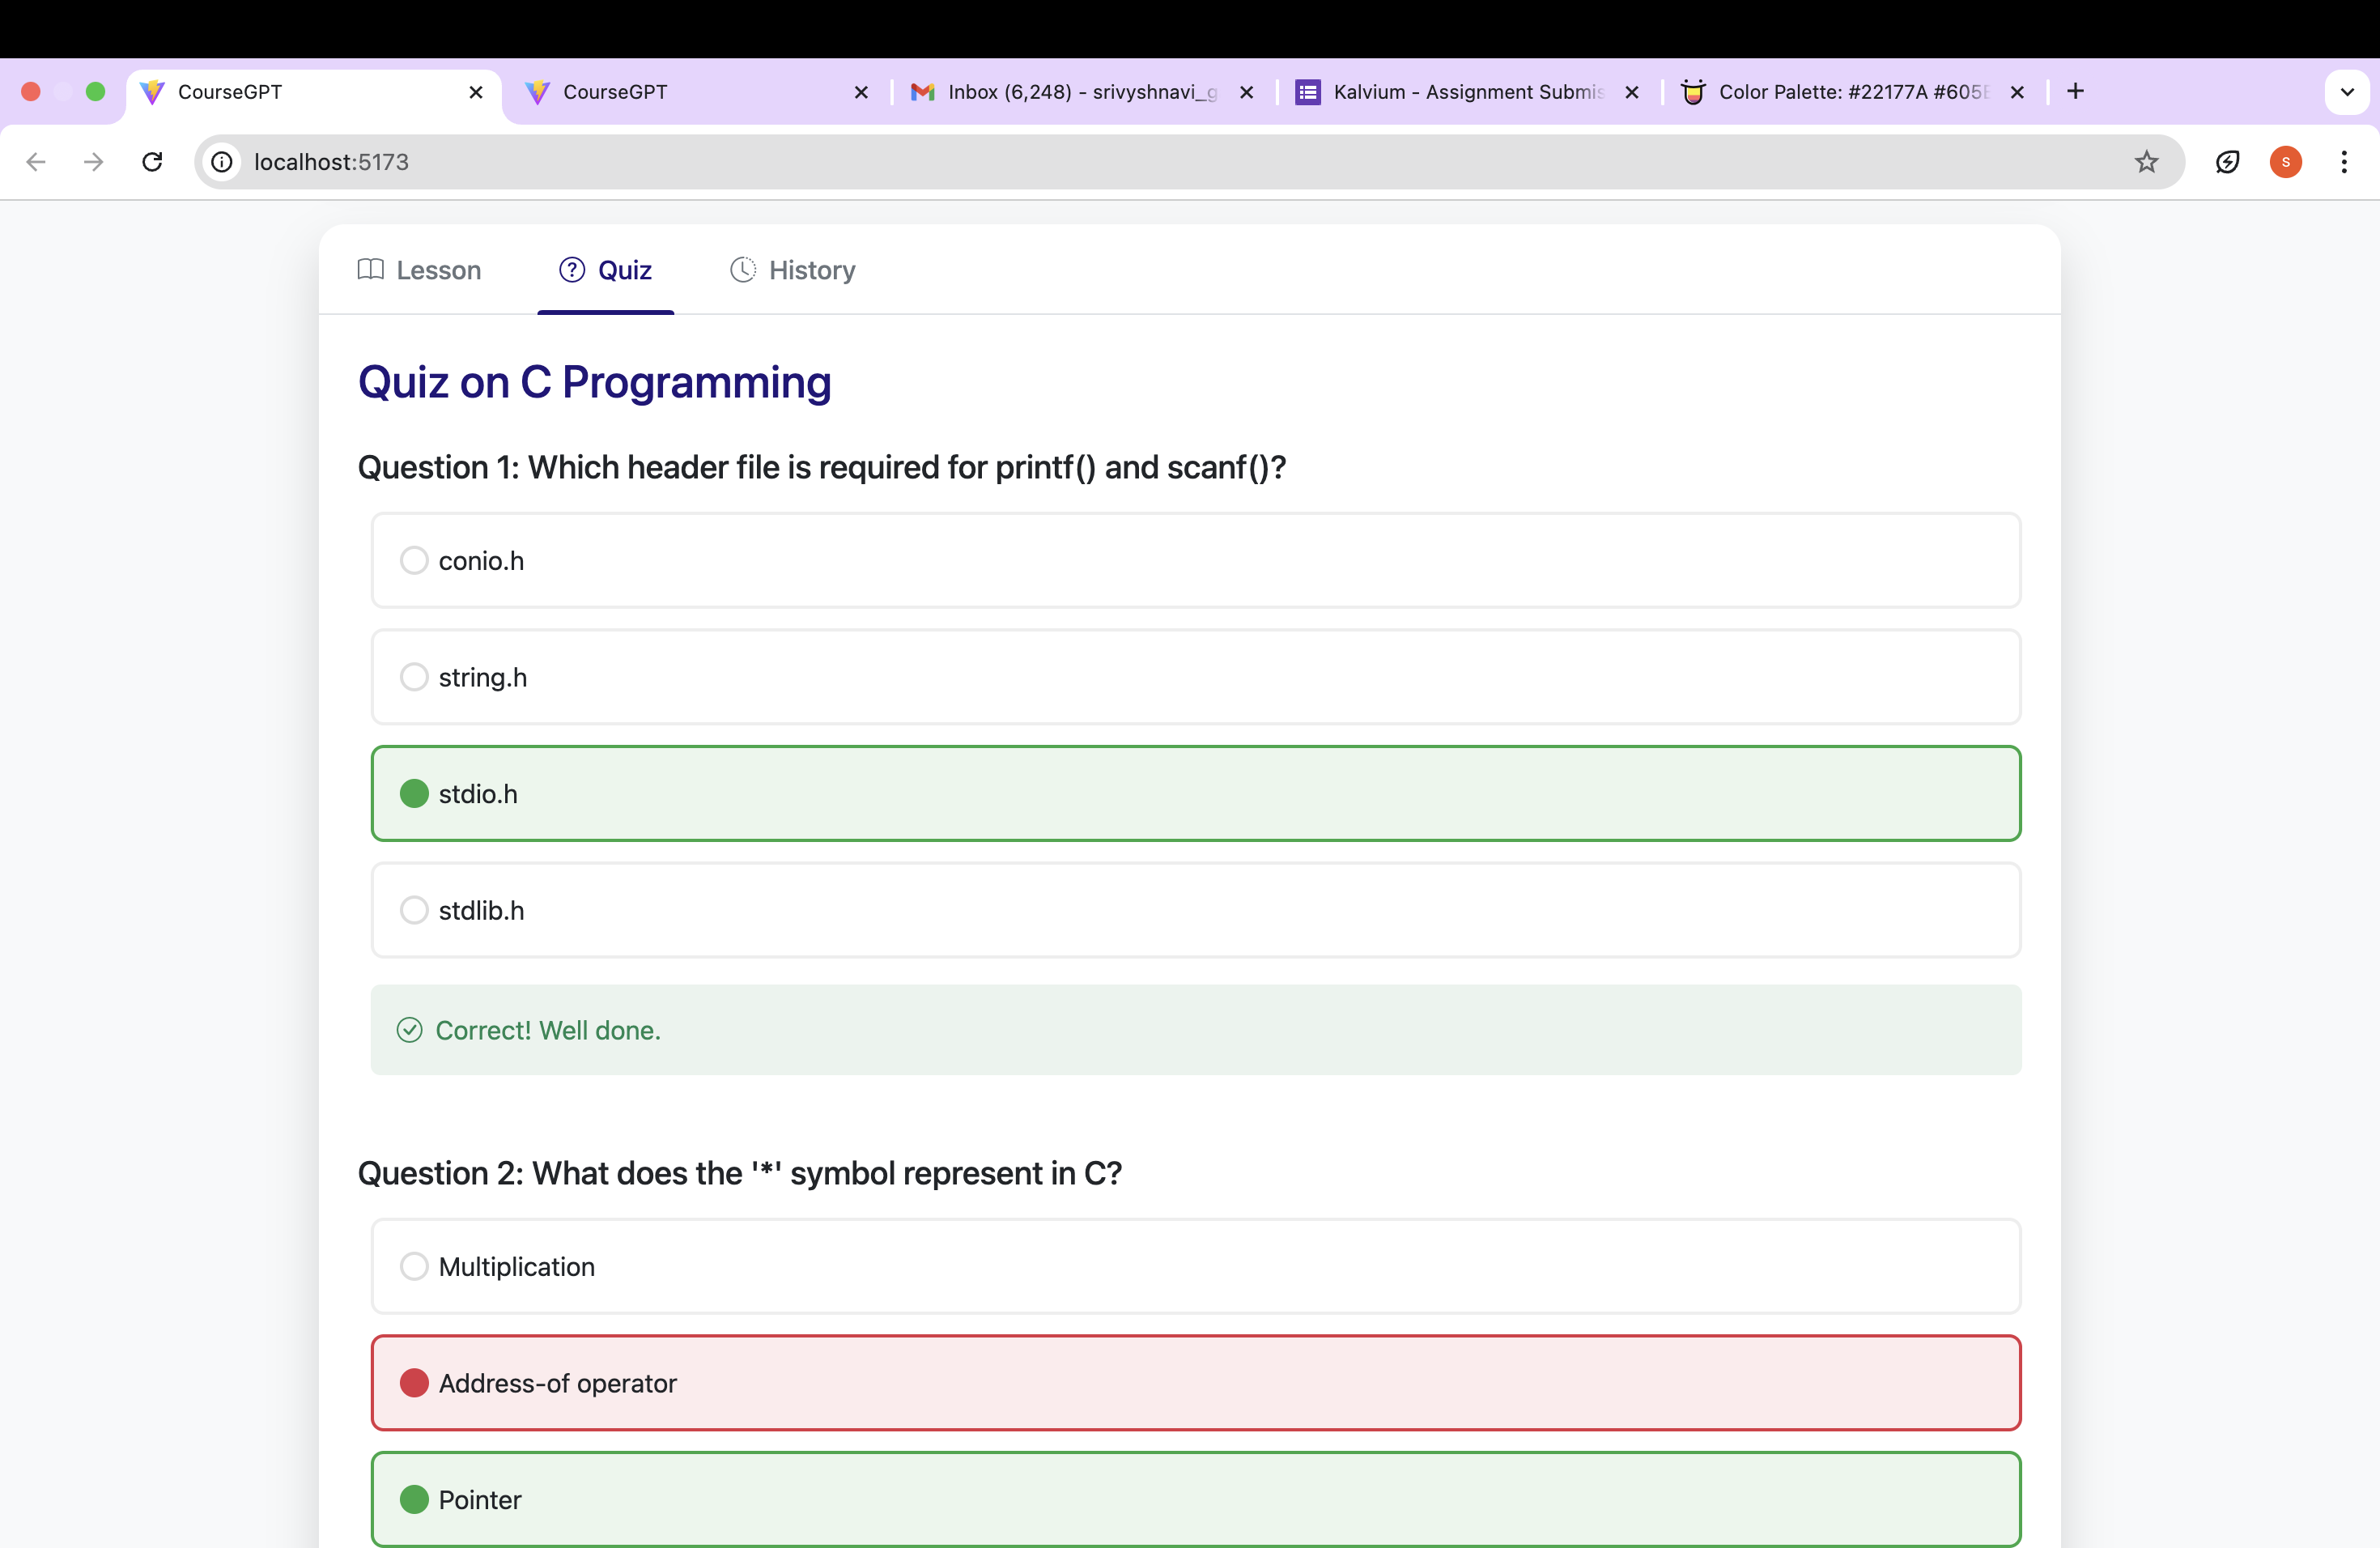 CourseGPT
CourseGPT
Inbox (6,248) - srivyshnavi_g
Kalvium - Assignment Submis
Color Palette: #22177A #605E
localhost:5173
S
Lesson
Quiz
History
Quiz on C Programming
Question 1: Which header file is required for printf() and scanf()?
conio.h
string.h
stdio.h
stdlib.h
Correct! Well done.
Question 2: What does the '*' symbol represent in C?
Multiplication
Address-of operator
Pointer